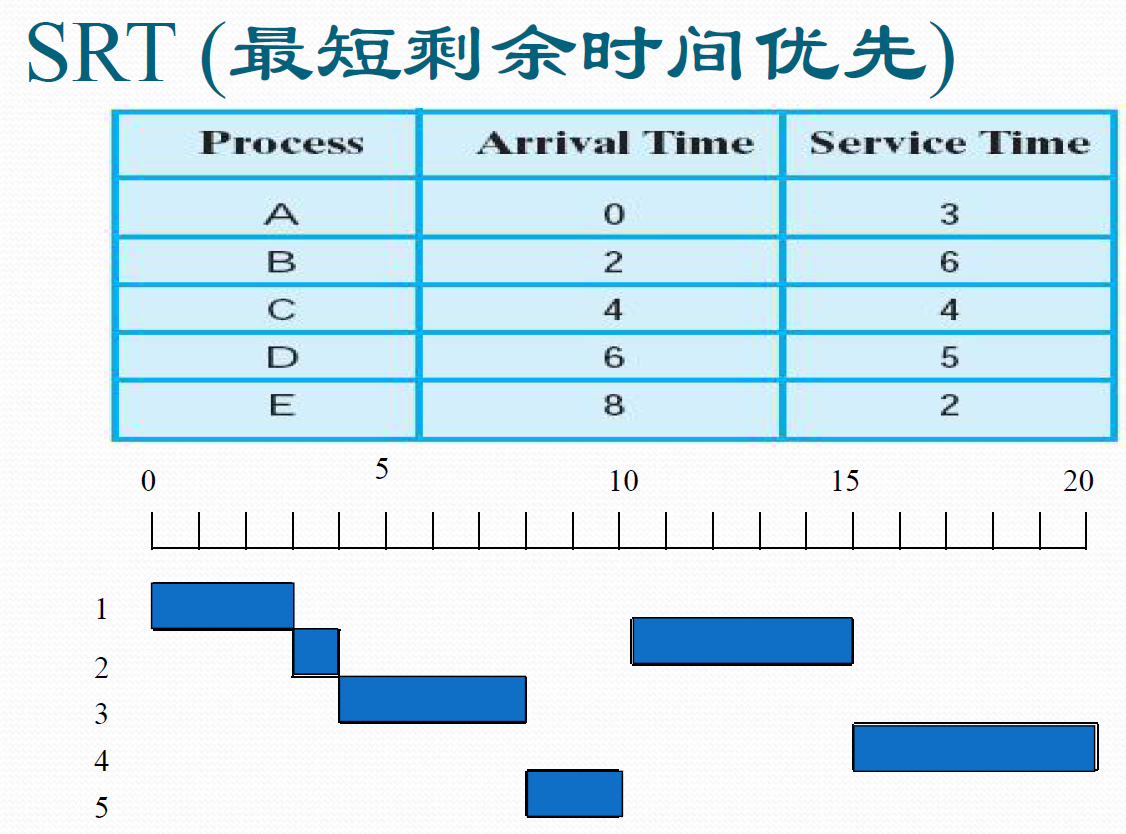 SRT (最短剩余时间优先)
Process Arrival Time Service Time
A 0 3
B 2 6
C 4 4
D 6 5
E 8 2
0 5 10 15 20
1
2
3
4
5